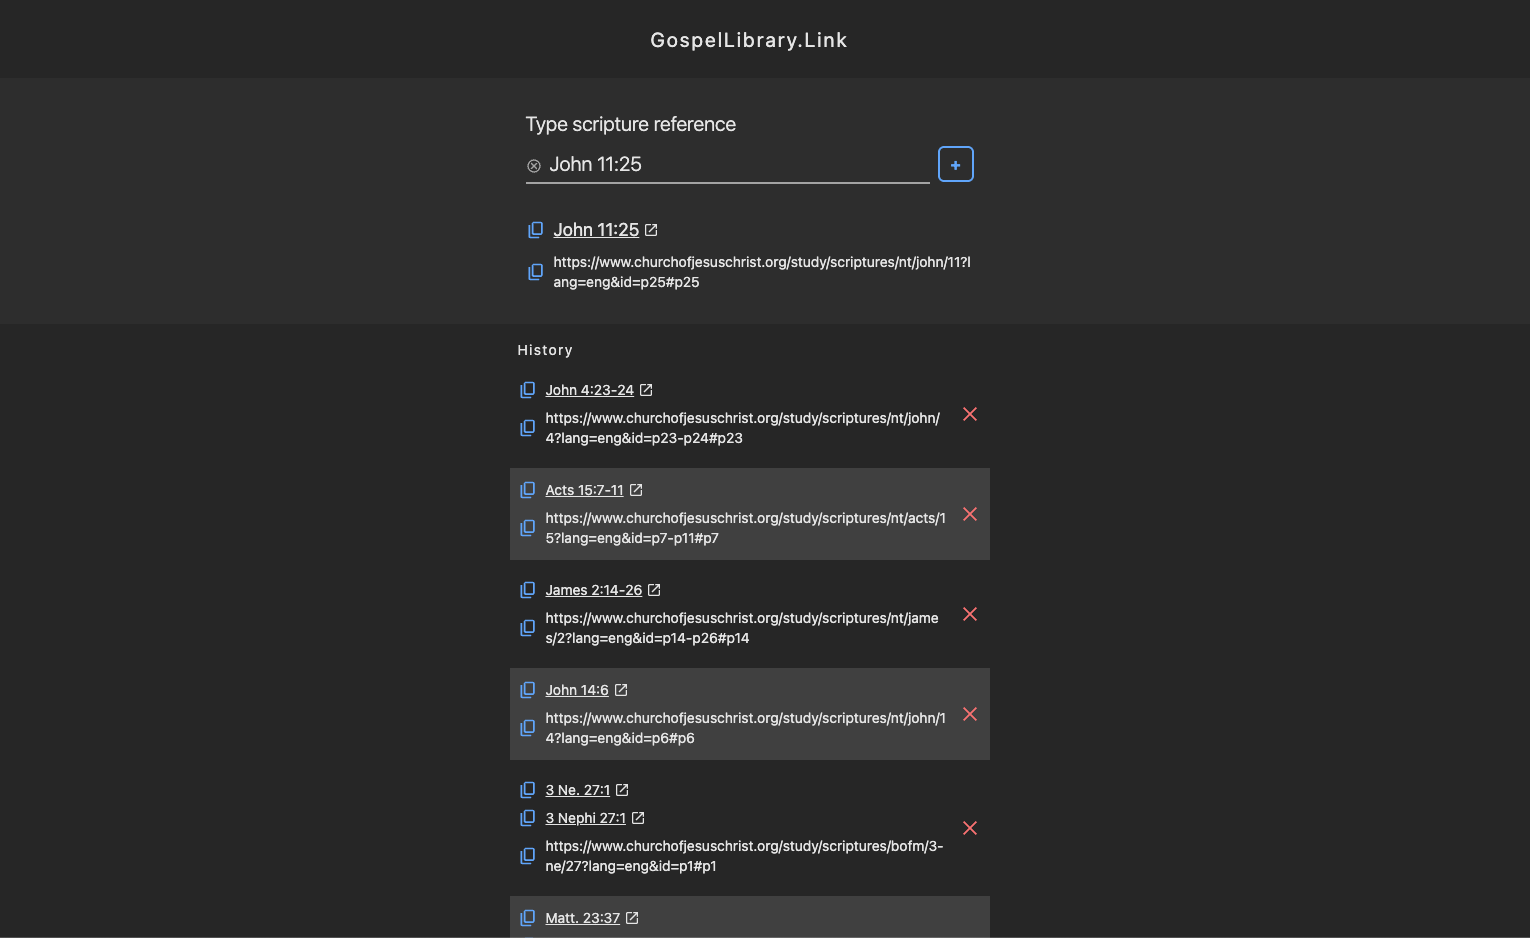 GospelLibrary.Link
Type scripture reference
John 11:25
+
John 11:25
https://www.churchofjesuschrist.org/study/scriptures/nt/john/11?l
ang=eng&id=p25#p25
History
John 4:23-24
https://www.churchofjesuschrist.org/study/scriptures/nt/john/
4?lang=eng&id=p23-p24#p23
Acts 15:7-11
https://www.churchofjesuschrist.org/study/scriptures/nt/acts/1
5?lang=eng&id=p7-p11#p7
James 2:14-26
https://www.churchofjesuschrist.org/study/scriptures/nt/jame
s/2?lang=eng&id=p14-p26#p14
John 14:6
https://www.churchofjesuschrist.org/study/scriptures/nt/john/1
4?lang=eng&id=p6#p6
3 Ne. 27:1
3 Nephi 27:1
https://www.churchofjesuschrist.org/study/scriptures/bofm/3-
ne/27?lang=eng&id=p1#p1
Matt. 23:37